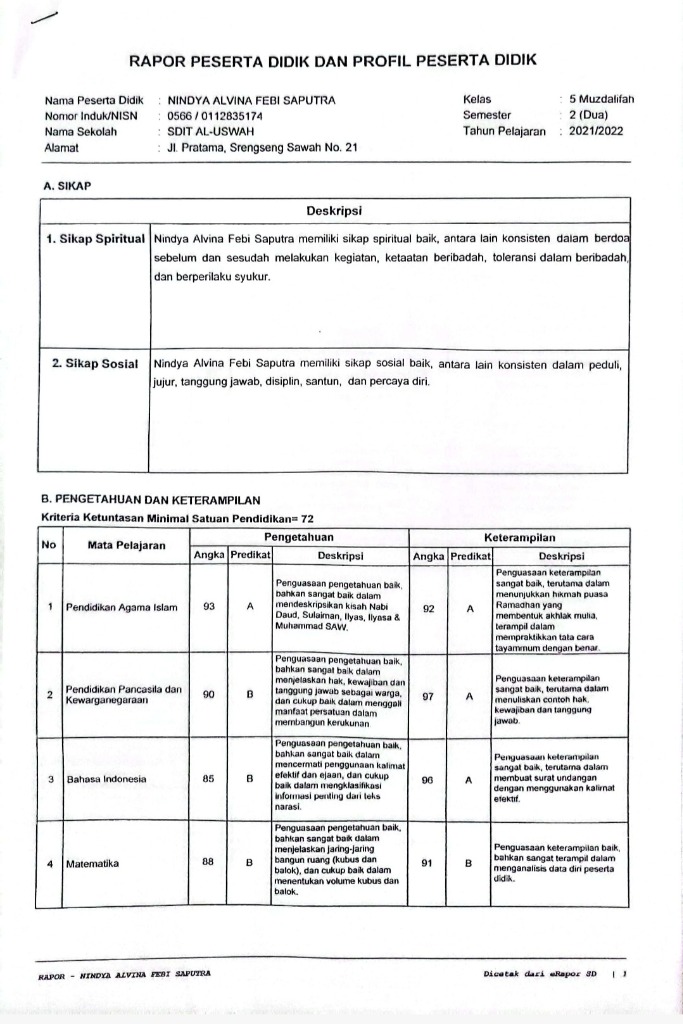 RAPOR PESERTA DIDIK DAN PROFIL PESERTA DIDIK
Nama Peserta Didik : NINDYA ALVINA FEBI SAPUTRA
Kelas : 5 Muzdalifah
Nomor Induk/NISN : 0566 / 0112835174
Semester : 2 (Dua)
Nama Sekolah : SDIT AL-USWAH
Tahun Pelajaran : 2021/2022
Alamat : Jl. Pratama, Srengseng Sawah No. 21
A. SIKAP
Deskripsi
1. Sikap Spiritual
Nindya Alvina Febi Saputra memiliki sikap spiritual baik, antara lain konsisten dalam berdoa
sebelum dan sesudah melakukan kegiatan, ketaatan beribadah, toleransi dalam beribadah,
dan berperilaku syukur.
2. Sikap Sosial
Nindya Alvina Febi Saputra memiliki sikap sosial baik, antara lain konsisten dalam peduli,
jujur, tanggung jawab, disiplin, santun, dan percaya diri.
B. PENGETAHUAN DAN KETERAMPILAN
Kriteria Ketuntasan Minimal Satuan Pendidikan= 72
No
Mata Pelajaran
Pengetahuan
Keterampilan
Angka
Predikat
Deskripsi
Angka
Predikat
Deskripsi
1
Pendidikan Agama Islam
93
A
Penguasaan pengetahuan baik,
bahkan sangat baik dalam
mendeskripsikan kisah Nabi
Daud, Sulaiman, Ilyas, Ilyasa &
Muhammad SAW.
92
A
Penguasaan keterampilan
sangat baik, terutama dalam
menunjukkan hikmah puasa
Ramadhan yang
membentuk akhlak mulia,
terampil dalam
mempraktikkan tata cara
tayammum dengan benar.
2
Pendidikan Pancasila dan
Kewarganegaraan
90
B
Penguasaan pengetahuan baik,
bahkan sangat baik dalam
menjelaskan hak, kewajiban dan
tanggung jawab sebagai warga,
dan cukup baik dalam menggali
manfaat persatuan dalam
membangun kerukunan
97
A
Penguasaan keterampilan
sangat baik, terutama dalam
menuliskan contoh hak,
kewajiban dan tanggung
jawab.
3
Bahasa Indonesia
85
B
Penguasaan pengetahuan baik,
bahkan sangat baik dalam
mencermati penggunaan kalimat
efektif dan ejaan, dan cukup
baik dalam mengklasifikasi
informasi penting dari teks
narasi.
96
A
Penguasaan keterampilan
sangat baik, terutama dalam
membuat surat undangan
dengan menggunakan kalimat
efektif.
4
Matematika
88
B
Penguasaan pengetahuan baik,
bahkan sangat baik dalam
menjelaskan jaring-jaring
bangun ruang (kubus dan
balok), dan cukup baik dalam
menentukan volume kubus dan
balok.
91
B
Penguasaan keterampilan baik,
bahkan sangat terampil dalam
menganalisis data diri peserta
didik.
RAPOR - NINDYA ALVINA FEBI SAPUTRA
Dicetak dari eRapor SD | 1